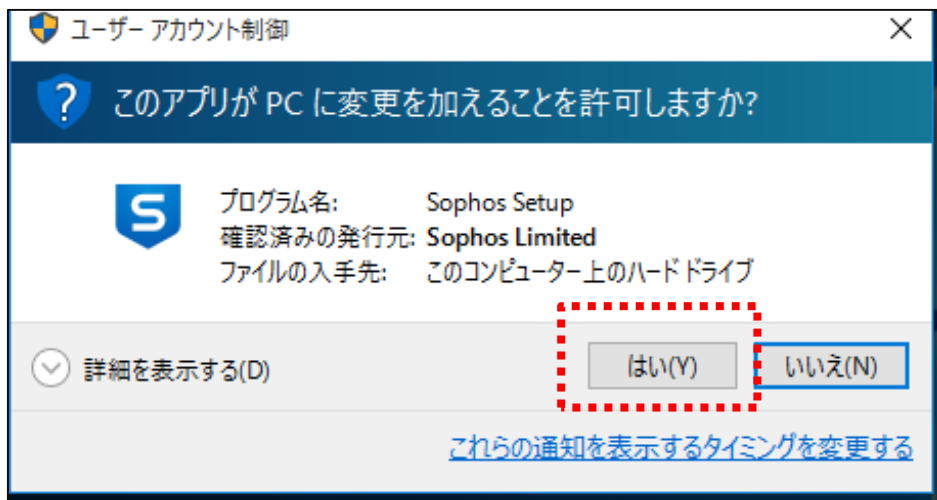 ユーザー アカウント制御
このアプリが PC に変更を加えることを許可しますか?
S
プログラム名: Sophos Setup
確認済みの発行元: Sophos Limited
ファイルの入手先: このコンピューター上のハード ドライブ
詳細を表示する(D)
はい(Y)
いいえ(N)
これらの通知を表示するタイミングを変更する